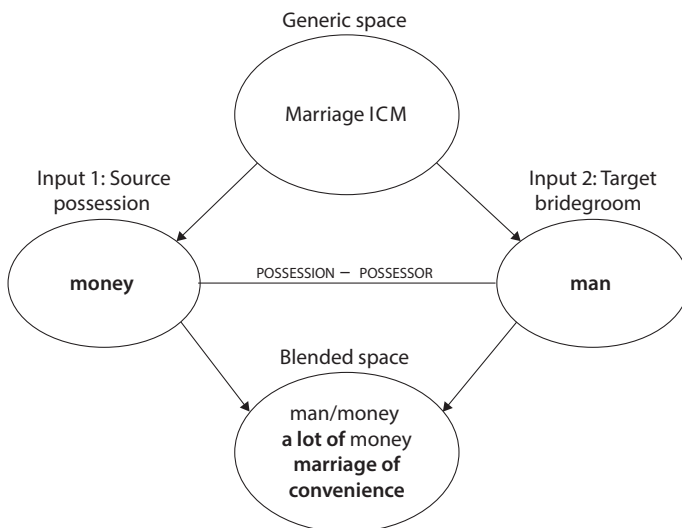 Generic space
Marriage ICM
Input 1: Source
possession
Input 2: Target
bridegroom
money
POSSESSION – POSSESSOR
man
Blended space
man/money
a lot of money
marriage of
convenience